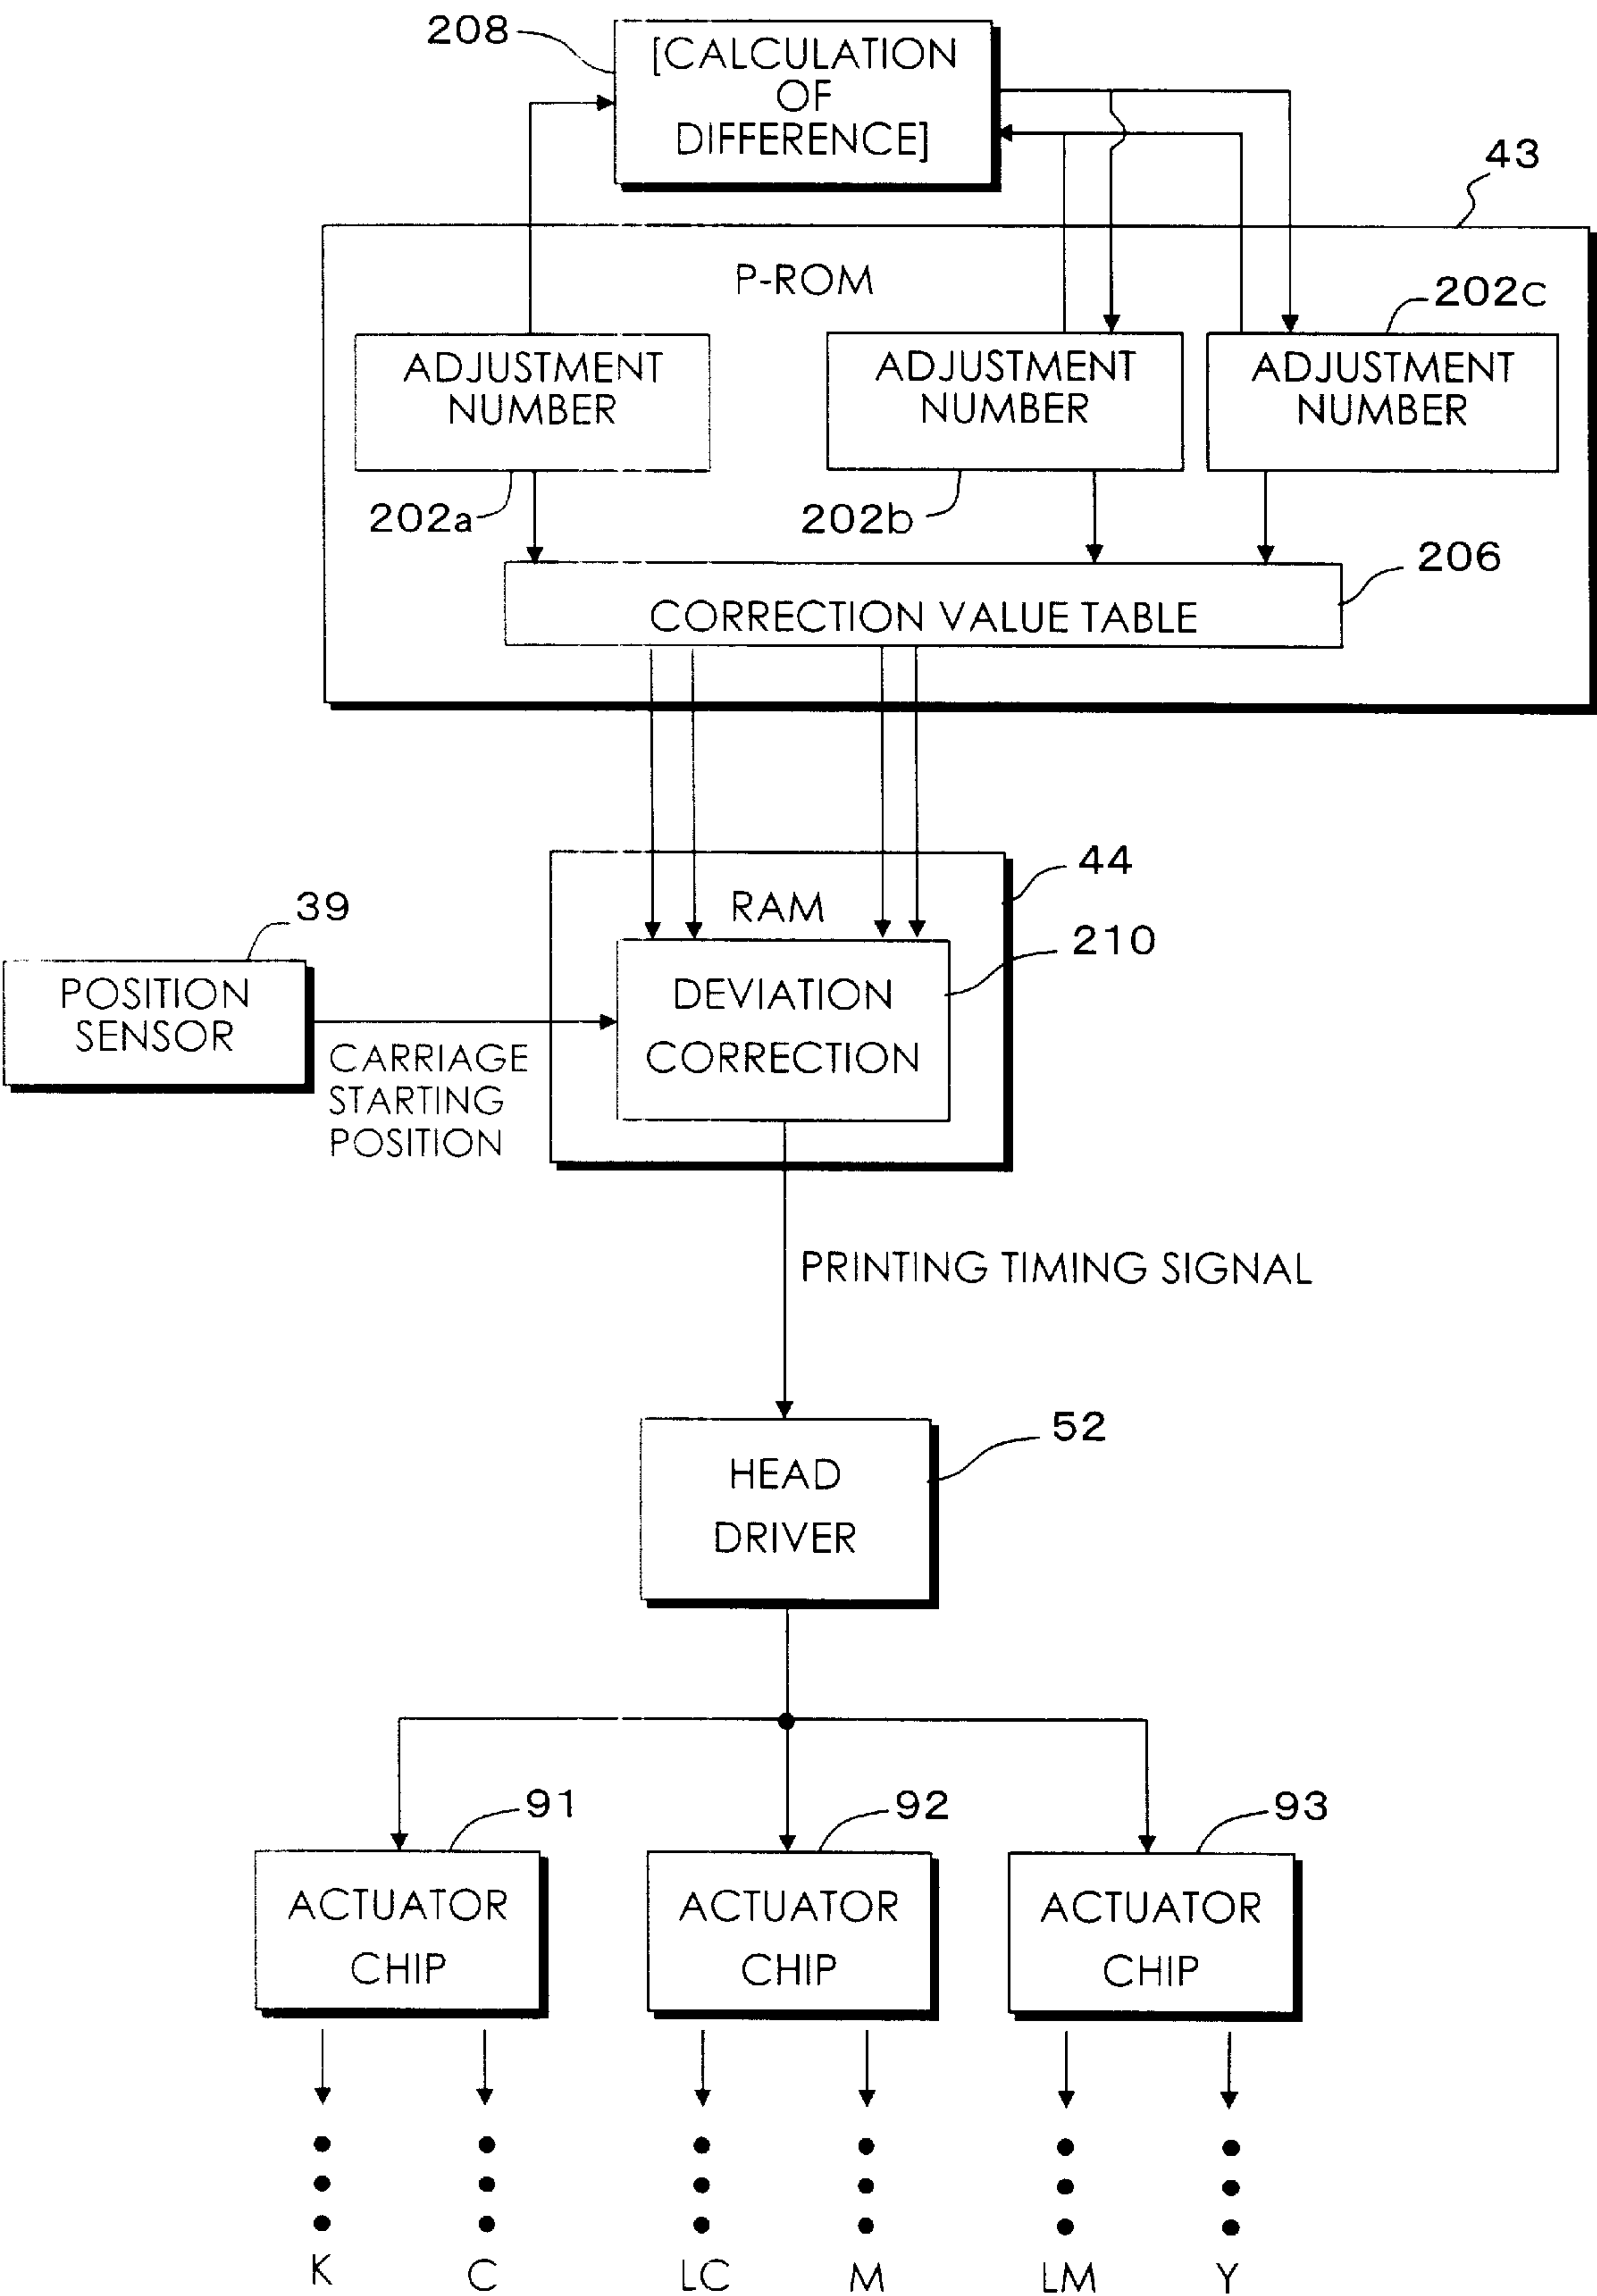 208
[CALCULATION
OF
DIFFERENCE]
43
P-ROM
202c
ADJUSTMENT
NUMBER
ADJUSTMENT
NUMBER
ADJUSTMENT
NUMBER
202a
202b
206
CORRECTION VALUE TABLE
44
RAM
39
210
POSITION
SENSOR
DEVIATION
CORRECTION
CARRIAGE
STARTING
POSITION
PRINTING TIMING SIGNAL
52
HEAD
DRIVER
91
92
93
ACTUATOR
CHIP
ACTUATOR
CHIP
ACTUATOR
CHIP
K C LC M LM Y